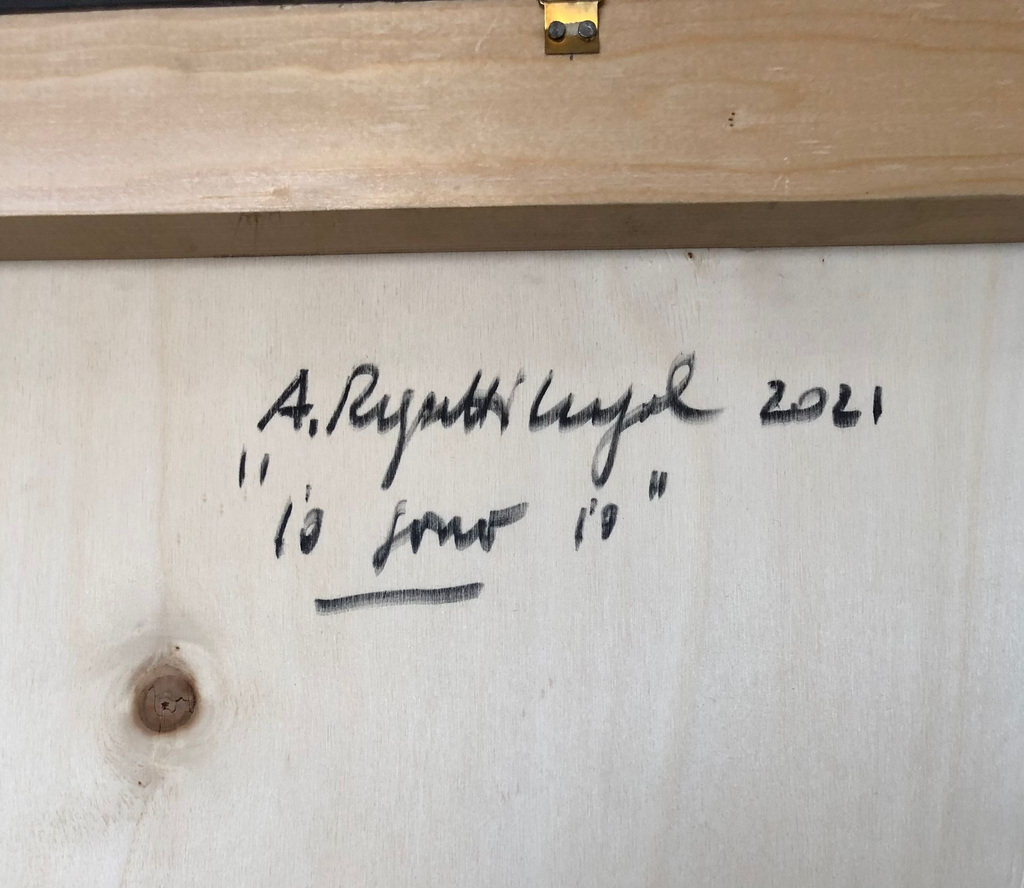 A. 2021
"io sono io"